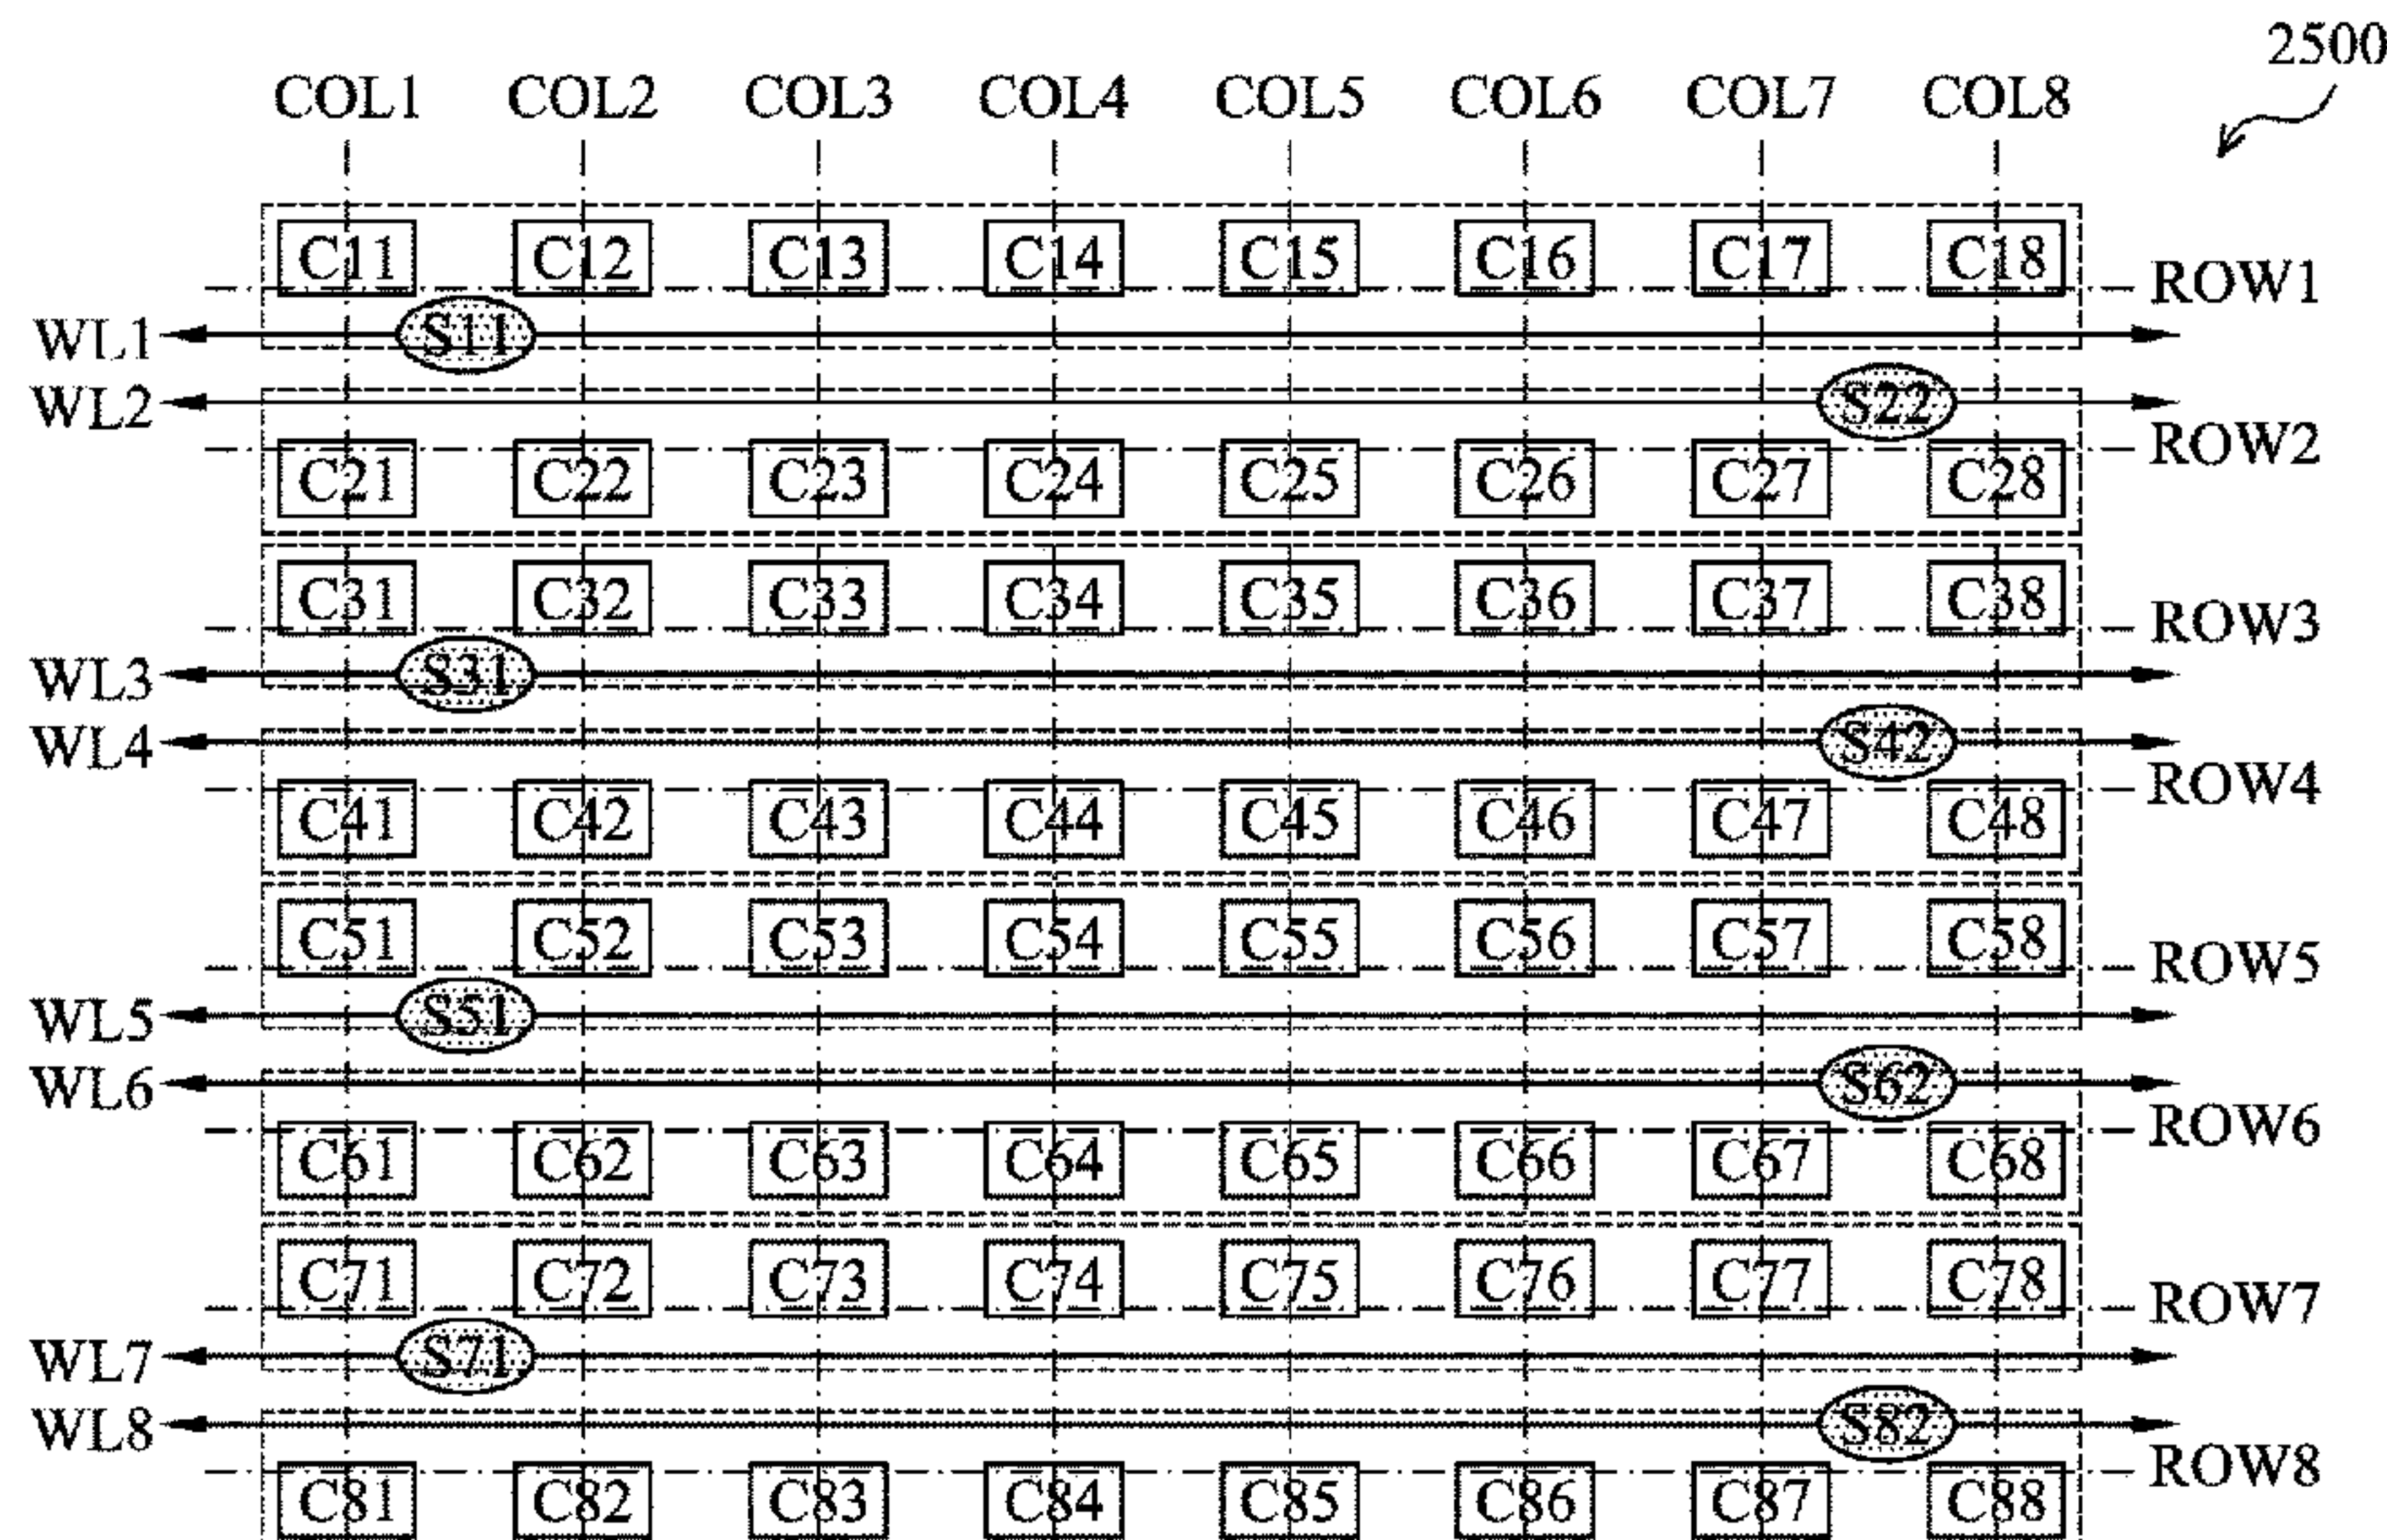 2500
COL1 COL2 COL3 COL4 COL5 COL6 COL7 COL8
C11 C12 C13 C14 C15 C16 C17 C18
ROW1
WL1 S11
WL2 S22
ROW2
C21 C22 C23 C24 C25 C26 C27 C28
C31 C32 C33 C34 C35 C36 C37 C38
ROW3
WL3 S31
WL4 S42
ROW4
C41 C42 C43 C44 C45 C46 C47 C48
C51 C52 C53 C54 C55 C56 C57 C58
ROW5
WL5 S51
WL6 S62
ROW6
C61 C62 C63 C64 C65 C66 C67 C68
C71 C72 C73 C74 C75 C76 C77 C78
ROW7
WL7 S71
WL8 S82
ROW8
C81 C82 C83 C84 C85 C86 C87 C88